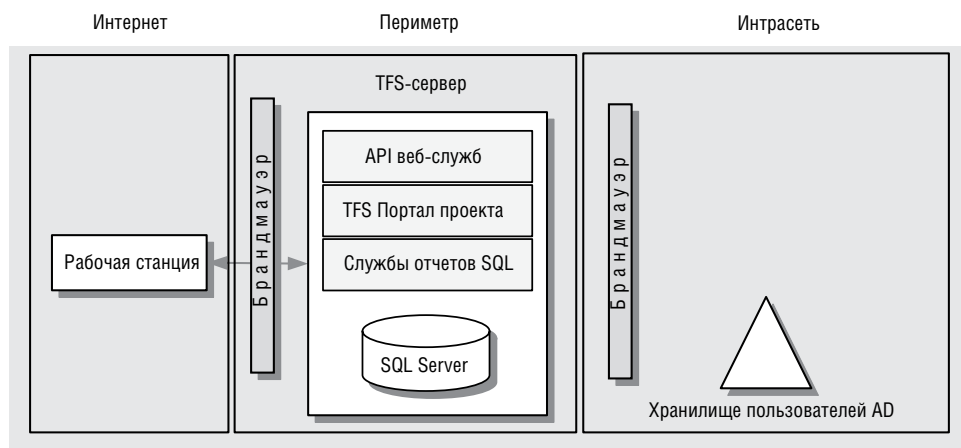 Интернет
Периметр
Интрасеть
TFS-сервер
Брандмауэр
API веб-служб
TFS Портал проекта
Службы отчетов SQL
SQL Server
Рабочая станция
Брандмауэр
Хранилище пользователей AD